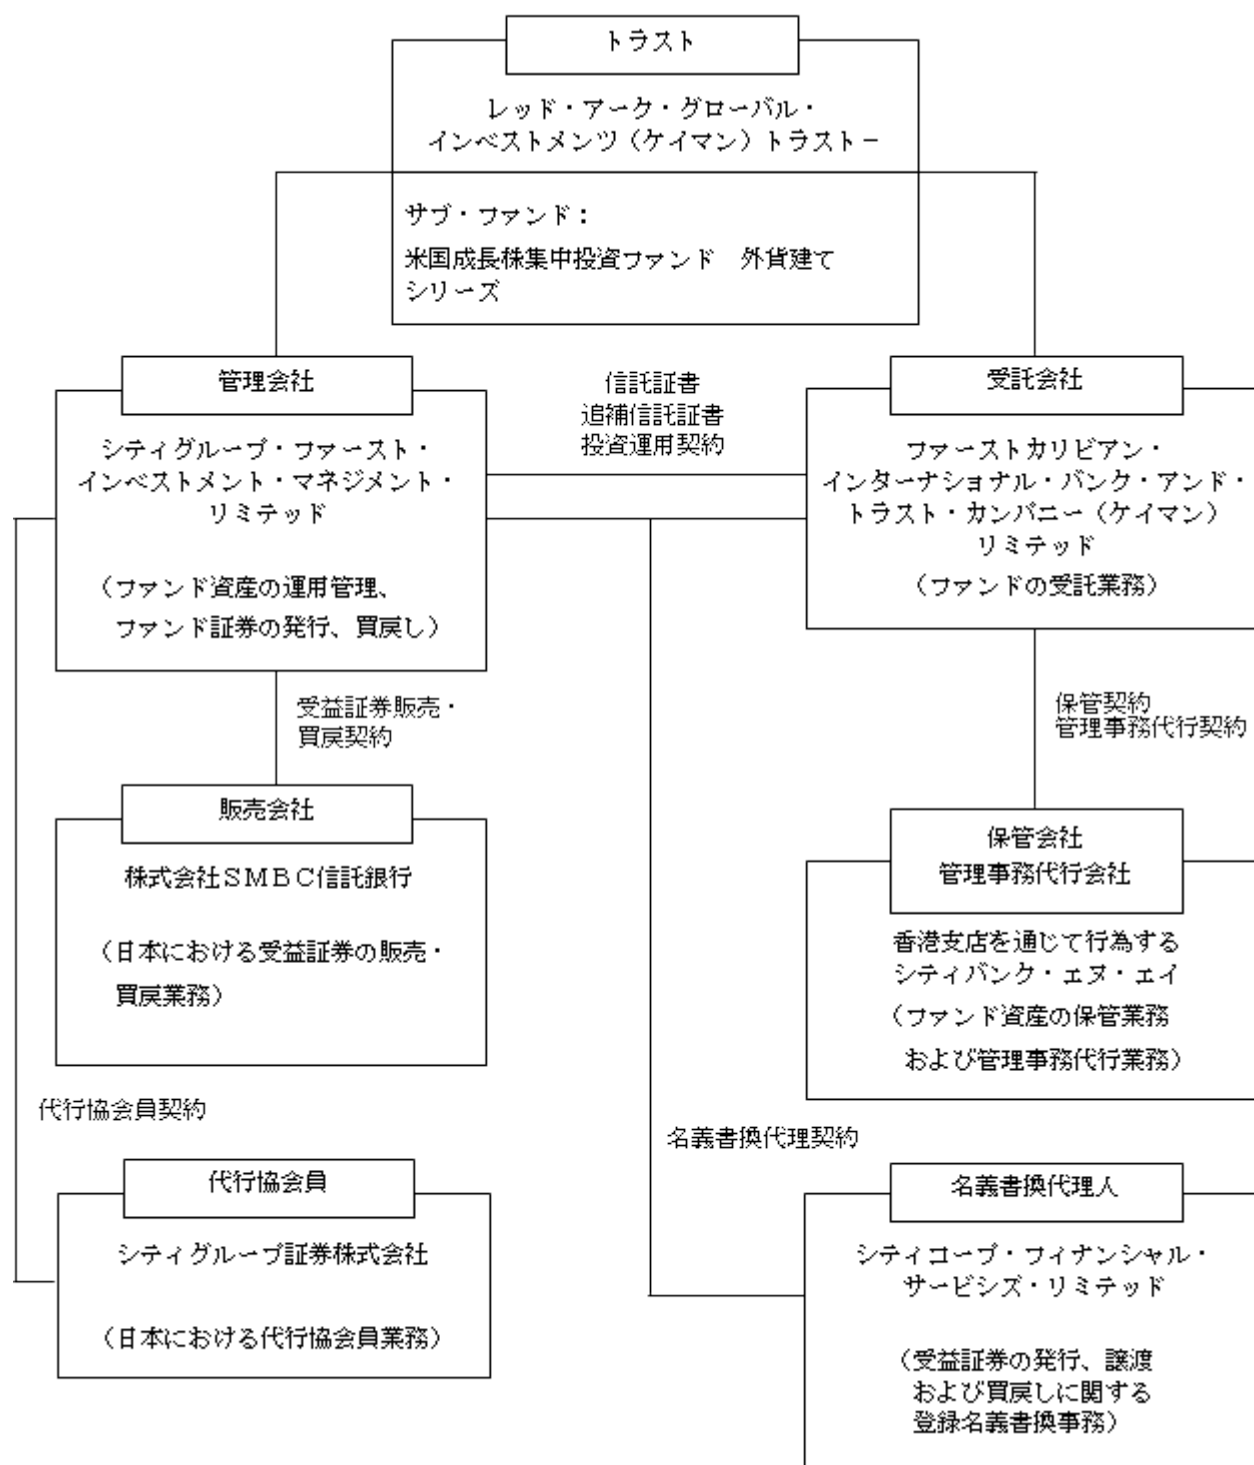 トラスト
レッド・アーク・グローバル・
インベストメンツ（ケイマン）トラスト－
サブ・ファンド：
米国成長株集中投資ファンド　外貨建て
シリーズ
管理会社
シティグループ・ファースト・
インベストメント・マネジメント・
リミテッド
（ファンド資産の運用管理、
ファンド証券の発行、買戻し）
信託証書
追補信託証書
投資運用契約
受託会社
ファーストカリビアン・
インターナショナル・バンク・アンド・
トラスト・カンパニー（ケイマン）
リミテッド
（ファンドの受託業務）
受益証券販売・
買戻契約
保管契約
管理事務代行契約
販売会社
株式会社ＳＭＢＣ信託銀行
（日本における受益証券の販売・
買戻業務）
保管会社
管理事務代行会社
香港支店を通じて行為する
シティバンク・エヌ・エイ
（ファンド資産の保管業務
および管理事務代行業務）
代行協会員契約
名義書換代理契約
代行協会員
シティグループ証券株式会社
（日本における代行協会員業務）
名義書換代理人
シティコープ・フィナンシャル・
サービシズ・リミテッド
（受益証券の発行、譲渡
および買戻しに関する
登録名義書換事務）